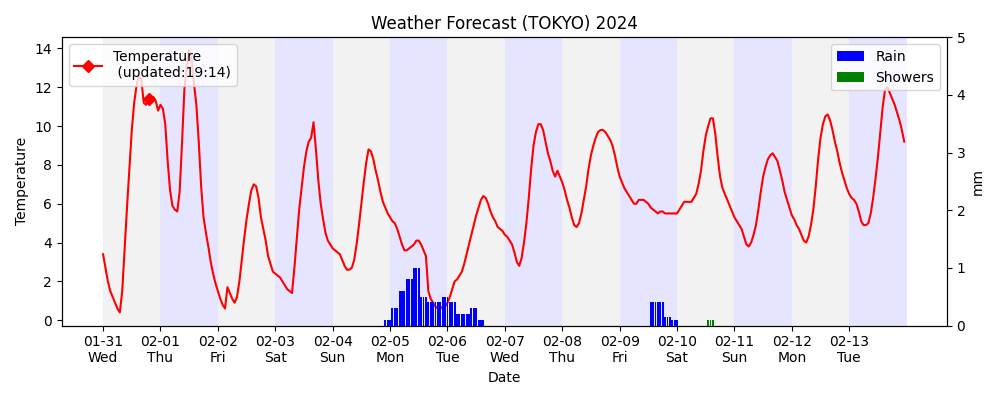 Weather Forecast (TOKYO) 2024
Temperature
(updated:19:14)
Rain
Showers
14
12
10
8
6
4
2
0
Temperature
5
4
3
2
1
0
mm
01-31 02-01 02-02 02-03 02-04 02-05 02-06 02-07 02-08 02-09 02-10 02-11 02-12 02-13
Wed Thu Fri Sat Sun Mon Tue Wed Thu Fri Sat Sun Mon Tue
Date